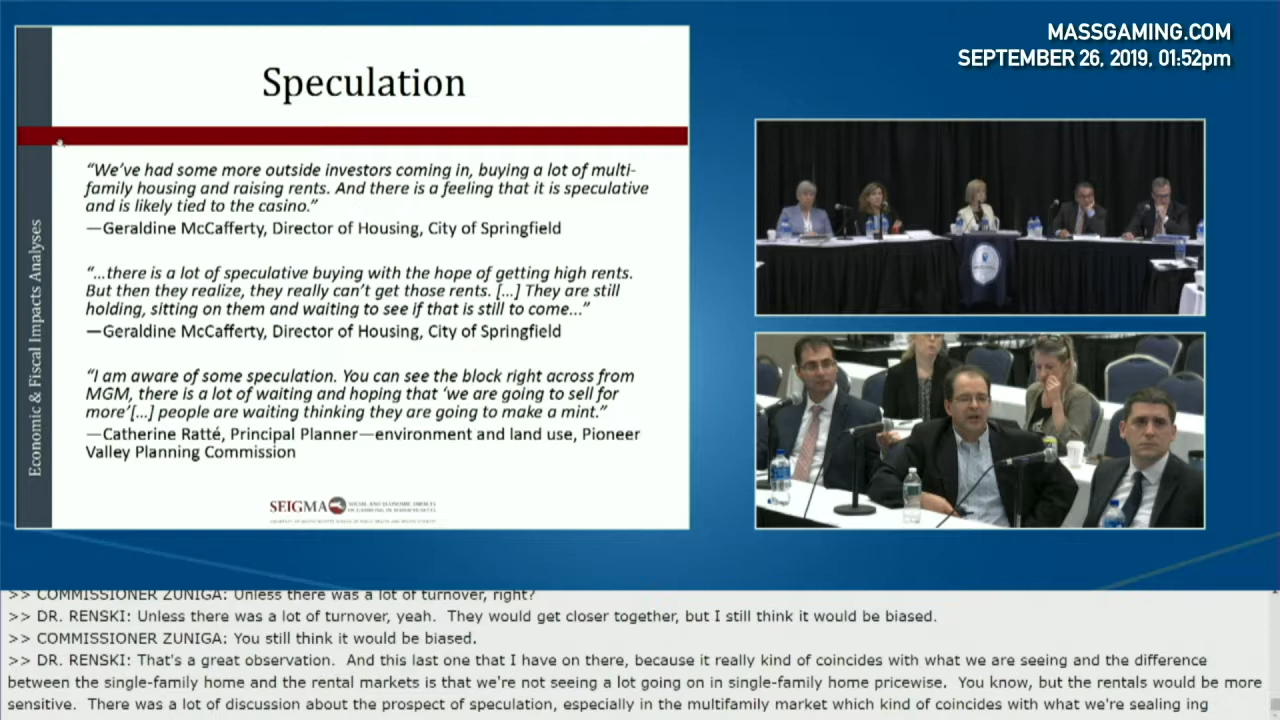 MASSGAMING.COM
SEPTEMBER 26, 2019, 01:52pm
Speculation
Economic & Fiscal Impacts Analyses
“We’ve had some more outside investors coming in, buying a lot of multi-
family housing and raising rents. And there is a feeling that it is speculative
and is likely tied to the casino.”
—Geraldine McCafferty, Director of Housing, City of Springfield
“…there is a lot of speculative buying with the hope of getting high rents.
But then they realize, they really can’t get those rents. […] They are still
holding, sitting on them and waiting to see if that is still to come…”
—Geraldine McCafferty, Director of Housing, City of Springfield
“I am aware of some speculation. You can see the block right across from
MGM, there is a lot of waiting and hoping that ‘we are going to sell for
more’[…] people are waiting thinking they are going to make a mint.”
—Catherine Ratté, Principal Planner—environment and land use, Pioneer
Valley Planning Commission
SEIGMA
SOCIAL AND ECONOMIC IMPACTS
OF GAMBLING IN MASSACHUSETTS
>> COMMISSIONER ZUNIGA: Unless there was a lot of turnover, right?
>> DR. RENSKI: Unless there was a lot of turnover, yeah.  They would get closer together, but I still think it would be biased.
>> COMMISSIONER ZUNIGA: You still think it would be biased.
>> DR. RENSKI: That's a great observation.  And this last one that I have on there, because it really kind of coincides with what we are seeing and the difference
between the single-family home and the rental markets is that we're not seeing a lot going on in single-family home pricewise.  You know, but the rentals would be more
sensitive.  There was a lot of discussion about the prospect of speculation, especially in the multifamily market which kind of coincides with what we're sealing ing